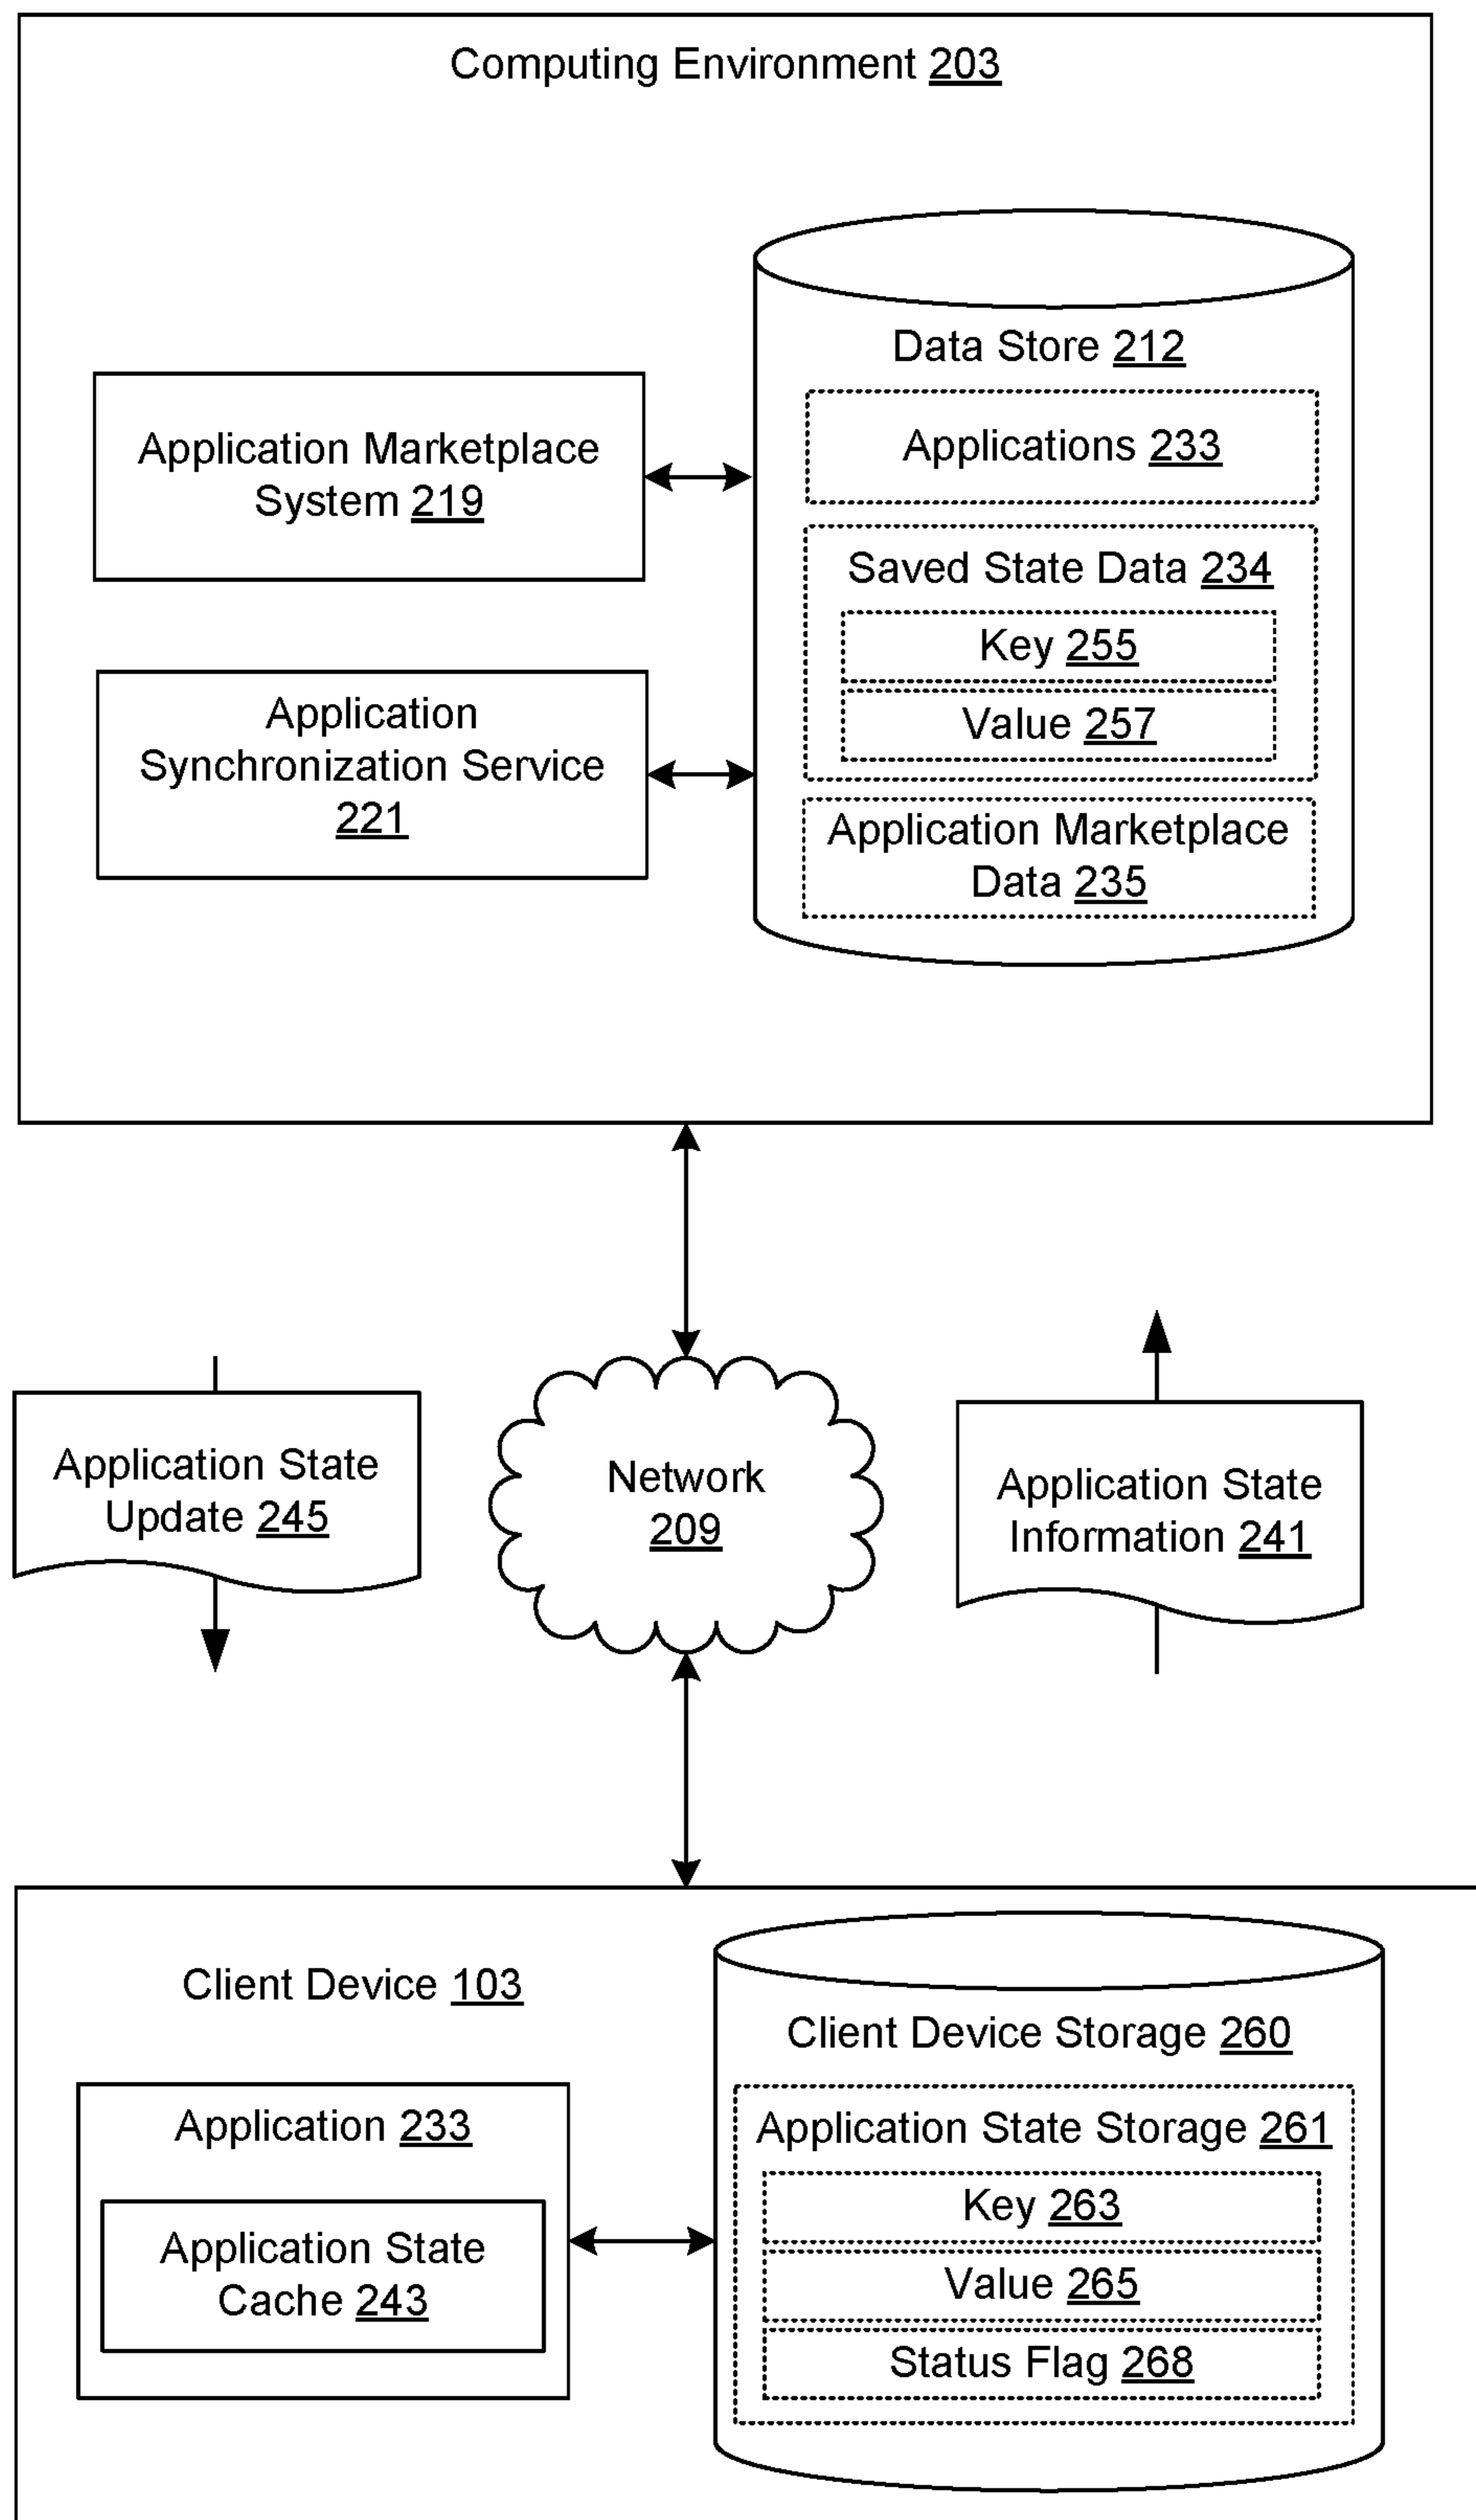 Computing Environment 203
Data Store 212
Applications 233
Application Marketplace
System 219
Saved State Data 234
Key 255
Value 257
Application
Synchronization Service
221
Application Marketplace
Data 235
Application State
Update 245
Network
209
Application State
Information 241
Client Device 103
Client Device Storage 260
Application 233
Application State Storage 261
Key 263
Application State
Cache 243
Value 265
Status Flag 268